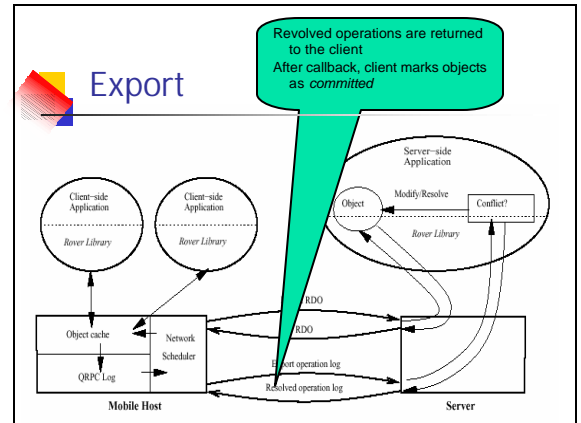 Revolved operations are returned
to the client
After callback, client marks objects
as committed
Export
Server-side
Application
Client-side
Application
Client-side
Application
Object
Modify/Resolve
Conflict?
Rover Library
Rover Library
Rover Library
RDO
RDO
Object cache
Network
Scheduler
Export operation log
QRPC Log
Resolved operation log
Mobile Host
Server